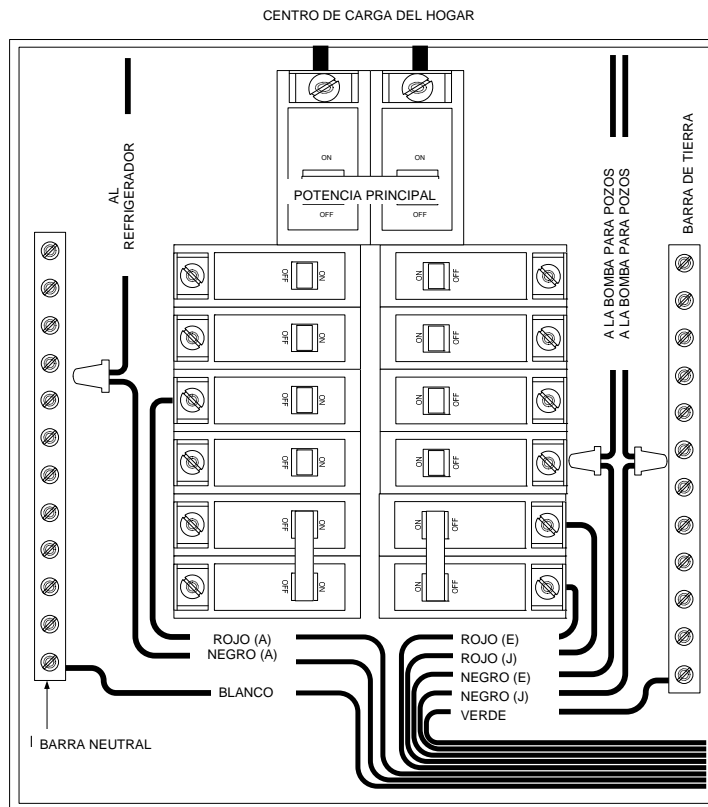 CENTRO DE CARGA DEL HOGAR
AL
REFRIGERADOR
ON
ON
POTENCIA PRINCIPAL
OFF
OFF
A LA BOMBA PARA POZOS
A LA BOMBA PARA POZOS
BARRA DE TIERRA
OFF
ON
ON
OFF
OFF
ON
ON
OFF
OFF
ON
ON
OFF
OFF
ON
ON
OFF
OFF
ON
ON
OFF
OFF
ON
ON
OFF
ROJO (A)
NEGRO (A)
BLANCO
ROJO (E)
ROJO (J)
NEGRO (E)
NEGRO (J)
VERDE
BARRA NEUTRAL